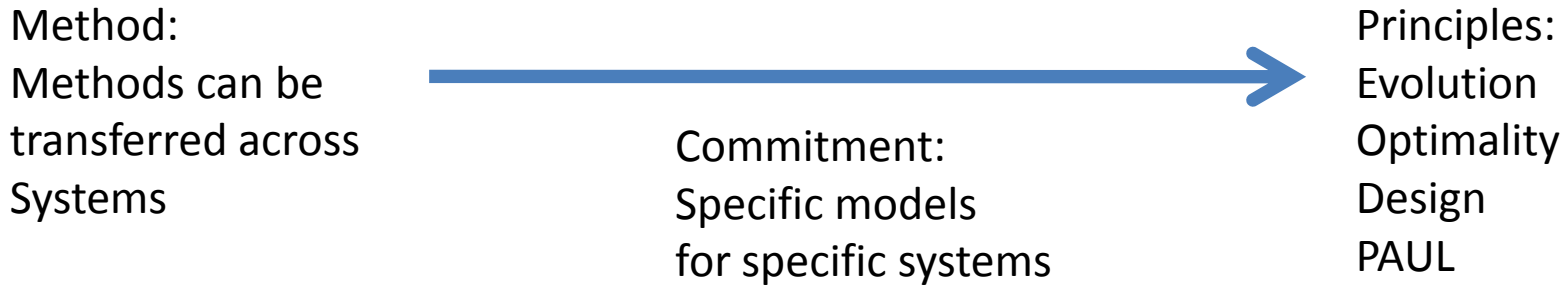 Method:
Methods can be
transferred across
Systems
Commitment:
Specific models
for specific systems
Principles:
Evolution
Optimality
Design
PAUL